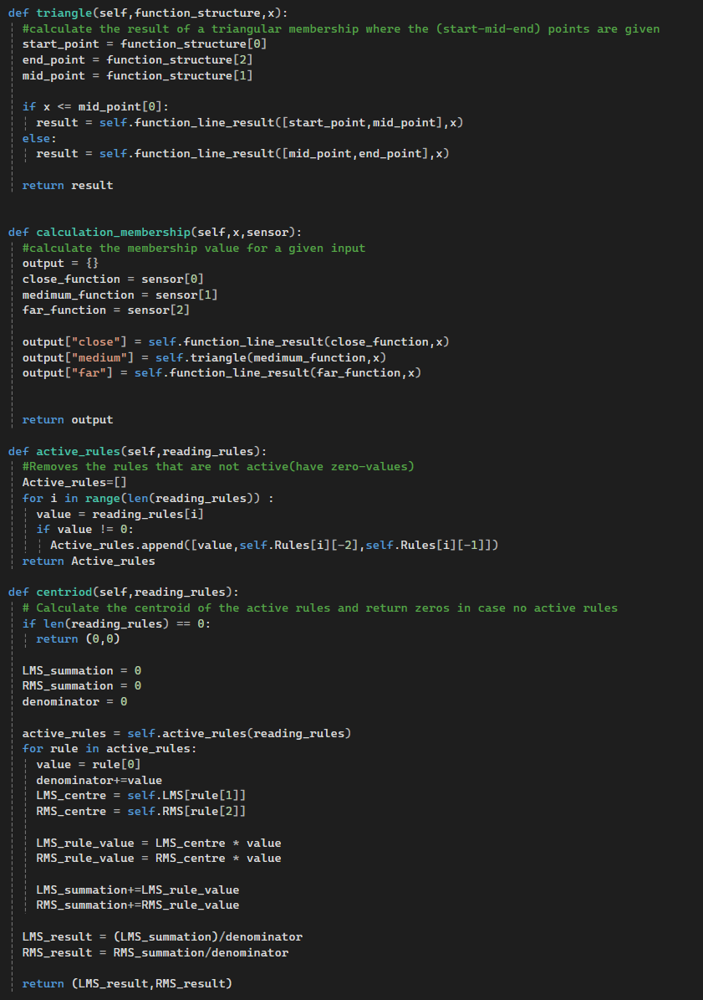 def triangle(self,function_structure,x):
#calculate the result of a triangular membership where the (start-mid-end) points are given
start_point = function_structure[0]
end_point = function_structure[2]
mid_point = function_structure[1]
if x <= mid_point[0]:
result = self.function_line_result([start_point,mid_point],x)
else:
result = self.function_line_result([mid_point,end_point],x)
return result
def calculation_membership(self,x,sensor):
#calculate the membership value for a given input
output = {}
close_function = sensor[0]
medimum_function = sensor[1]
far_function = sensor[2]
output["close"] = self.function_line_result(close_function,x)
output["medium"] = self.triangle(medimum_function,x)
output["far"] = self.function_line_result(far_function,x)
return output
def active_rules(self,reading_rules):
#Removes the rules that are not active(have zero-values)
Active_rules=[]
for i in range(len(reading_rules)) :
value = reading_rules[i]
if value != 0:
Active_rules.append([value,self.Rules[i][-2],self.Rules[i][-1]])
return Active_rules
def centriod(self,reading_rules):
# Calculate the centroid of the active rules and return zeros in case no active rules
if len(reading_rules) == 0:
return (0,0)
LMS_summation = 0
RMS_summation = 0
denominator = 0
active_rules = self.active_rules(reading_rules)
for rule in active_rules:
value = rule[0]
denominator+=value
LMS_centre = self.LMS[rule[1]]
RMS_centre = self.RMS[rule[2]]
LMS_rule_value = LMS_centre * value
RMS_rule_value = RMS_centre * value
LMS_summation+=LMS_rule_value
RMS_summation+=RMS_rule_value
LMS_result = (LMS_summation)/denominator
RMS_result = RMS_summation/denominator
return (LMS_result,RMS_result)